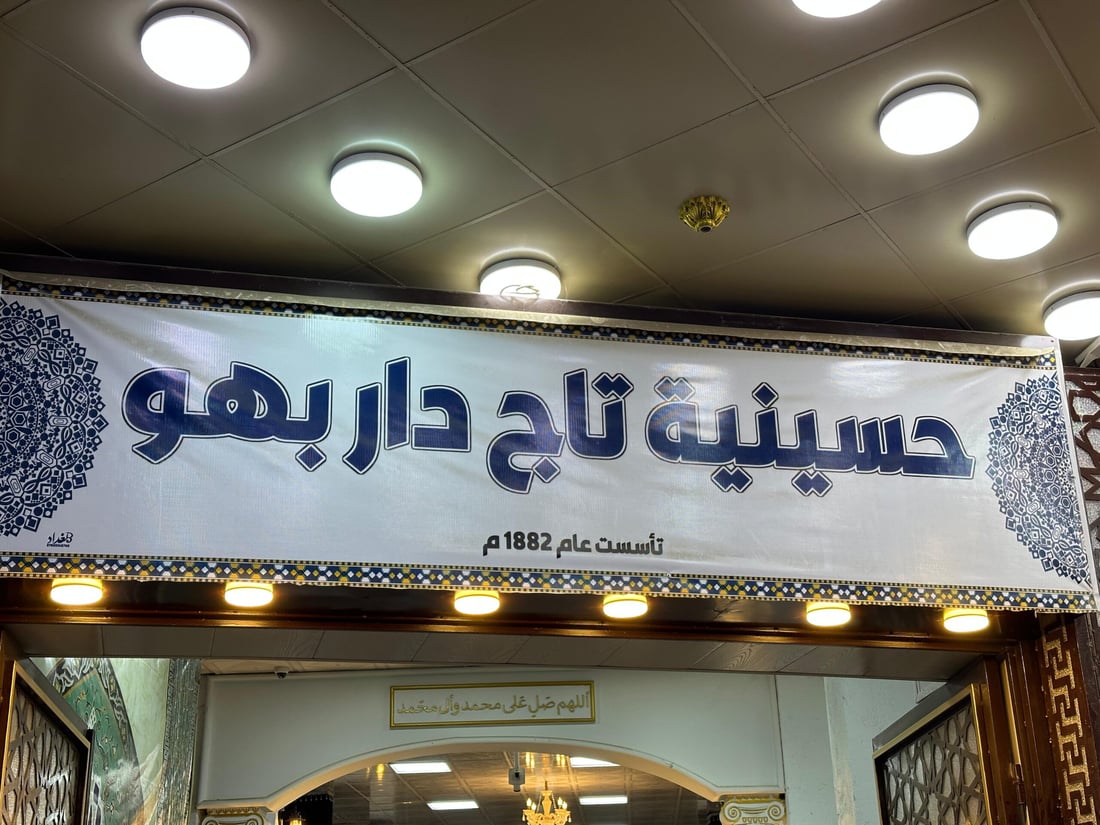 حسينية تاج دار بهو
تأسست عام 1882 م
اللهم صل على محمد وآل محمد